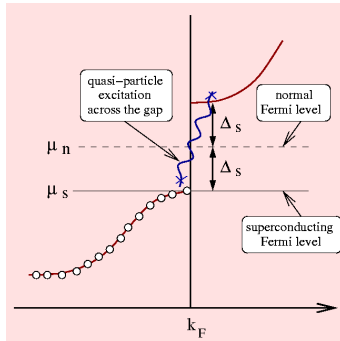 quasi-particle
excitation
across the gap
normal
Fermi level
Δ s
μ n
Δ s
μ s
superconducting
Fermi level
k F